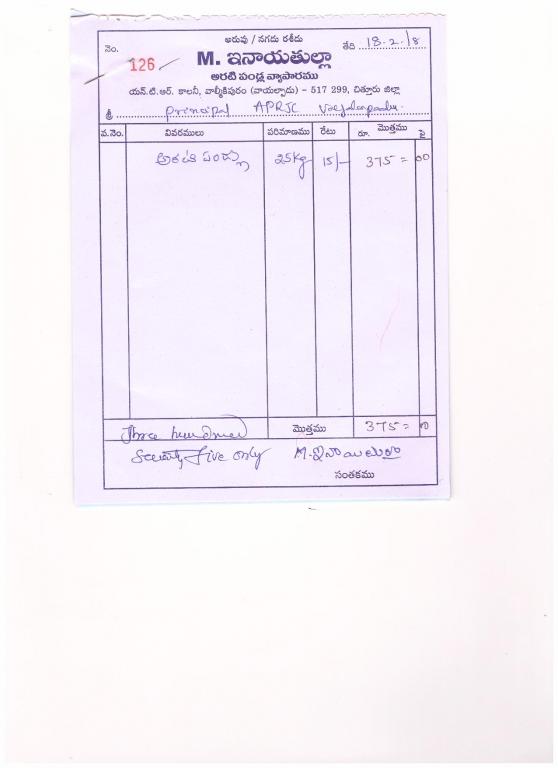 అరువు / నగదు రశీదు
నెం. 126 తేది 18-2-18
M. ఇనాయతుల్లా
అరటి పండ్ల వ్యాపారము
యన్.టి.ఆర్. కాలనీ, వాల్మీకిపురం (వాయల్పాడు) - 517 299, చిత్తూరు జిల్లా
శ్రీ Principal APRJC Vayalpadu.
వ.నెం. వివరములు పరిమాణము రేటు మొత్తము రూ. పై
అరటి పండ్లు 25kg 15/- 375 = 00
Three hundred మొత్తము 375 = 00
Seventy Five only M. ఇనాయతుల్లా
సంతకము